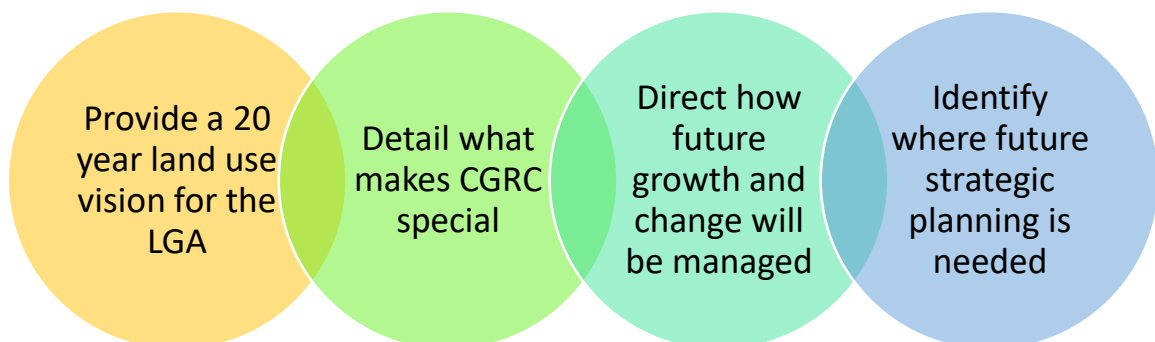 Provide a 20
year land use
vision for the
LGA
Detail what
makes CGRC
special
Direct how
future
growth and
change will
be managed
Identify
where future
strategic
planning is
needed